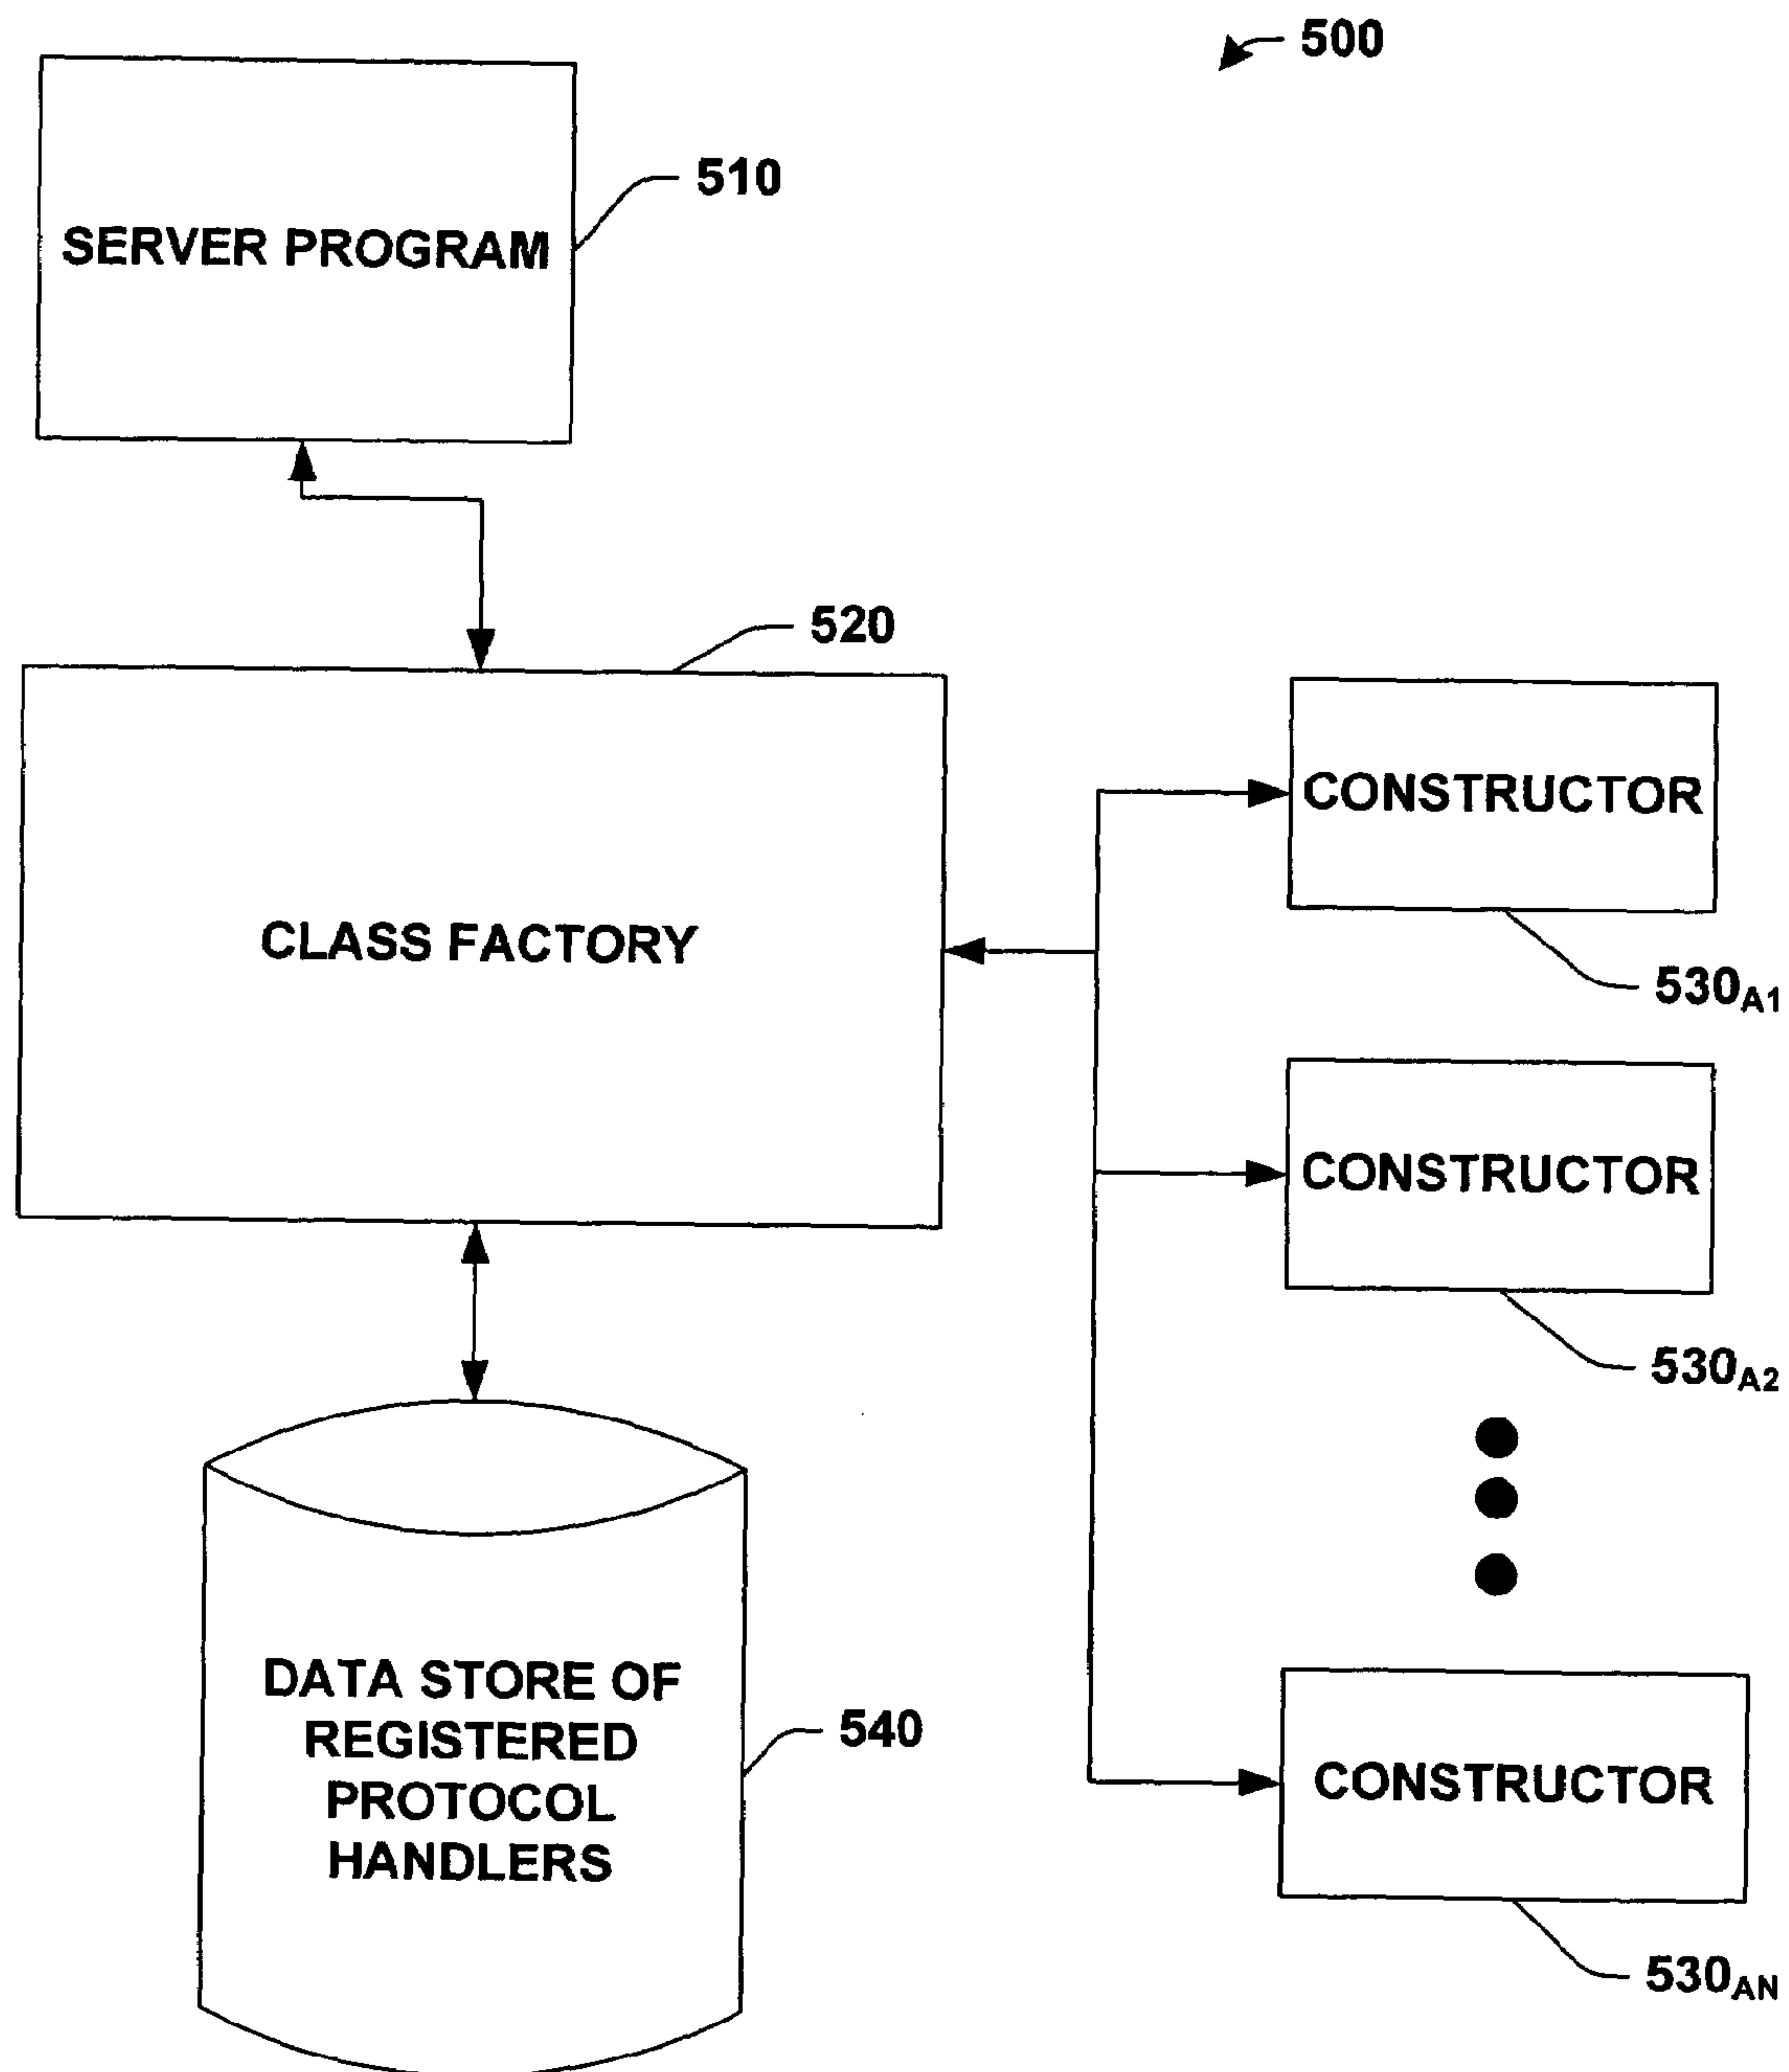 500
510
SERVER PROGRAM
520
CLASS FACTORY
CONSTRUCTOR
530A1
CONSTRUCTOR
530A2
DATA STORE OF
REGISTERED
PROTOCOL
HANDLERS
540
CONSTRUCTOR
530AN